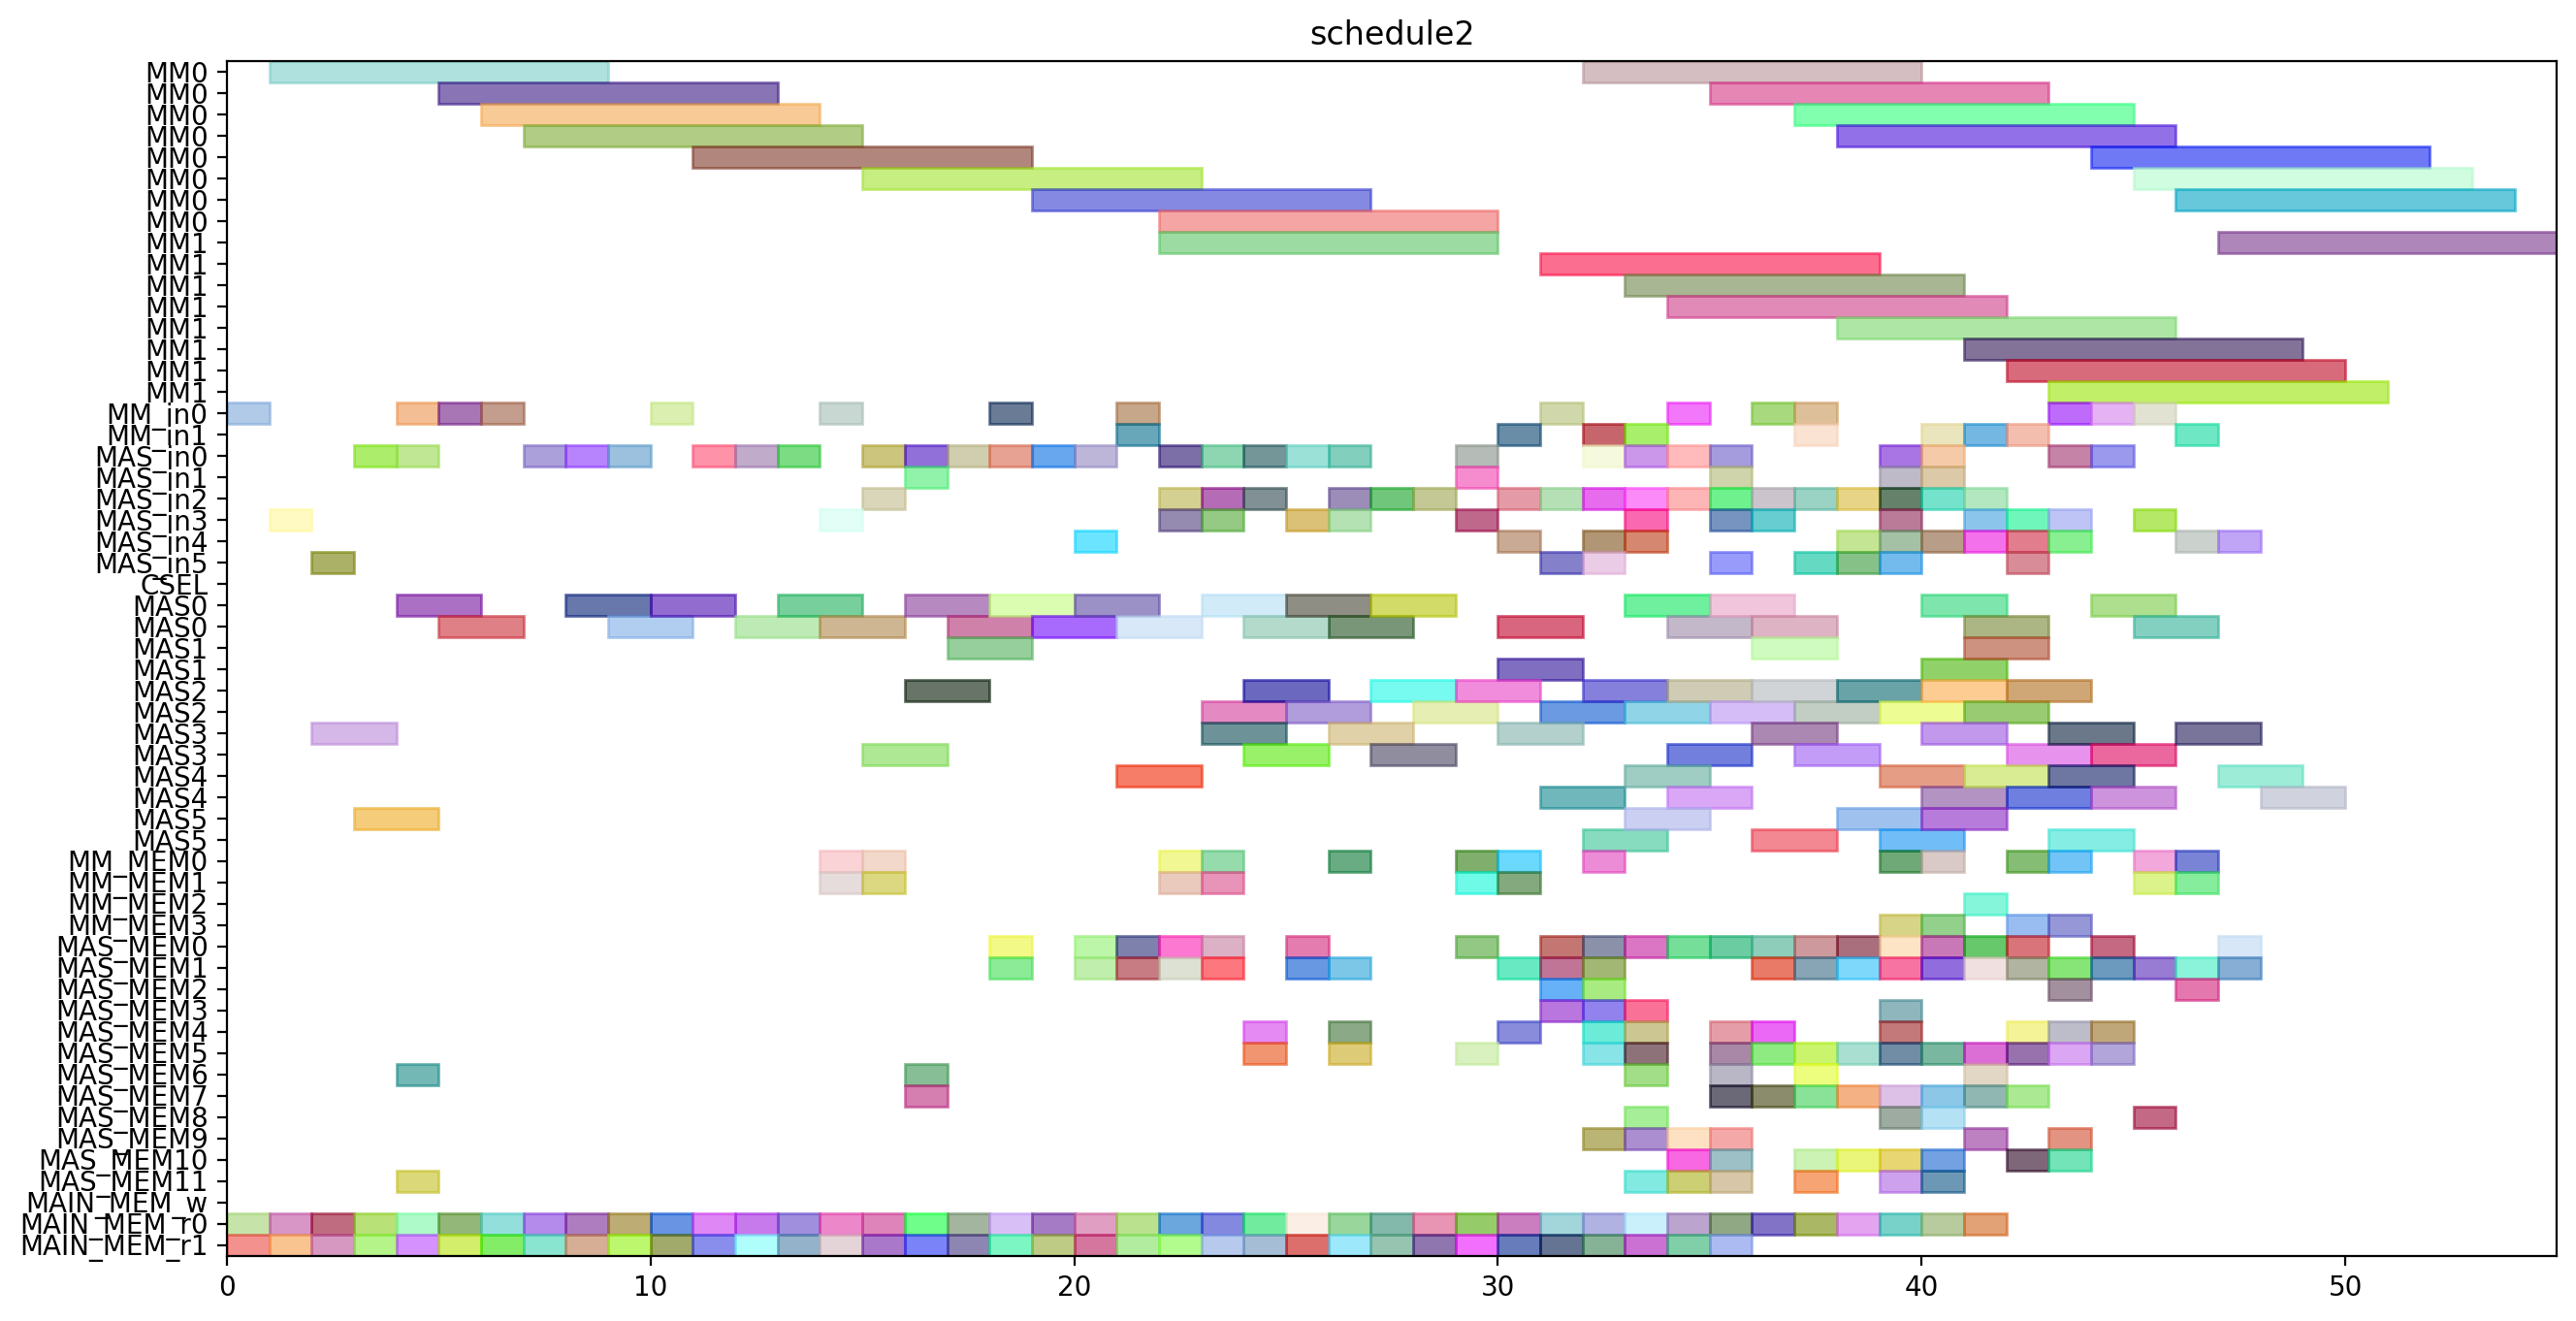 schedule2
MM0
MM0
MM0
MM0
MM0
MM0
MM0
MM0
MM1
MM1
MM1
MM1
MM1
MM1
MM1
MM1
MM_in0
MM_in1
MAS_in0
MAS_in1
MAS_in2
MAS_in3
MAS_in4
MAS_in5
CSEL
MAS0
MAS0
MAS1
MAS1
MAS2
MAS2
MAS3
MAS3
MAS4
MAS4
MAS5
MAS5
MM_MEM0
MM_MEM1
MM_MEM2
MM_MEM3
MAS_MEM0
MAS_MEM1
MAS_MEM2
MAS_MEM3
MAS_MEM4
MAS_MEM5
MAS_MEM6
MAS_MEM7
MAS_MEM8
MAS_MEM9
MAS_MEM10
MAS_MEM11
MAIN_MEM_w
MAIN_MEM_r0
MAIN_MEM_r1
0 10 20 30 40 50